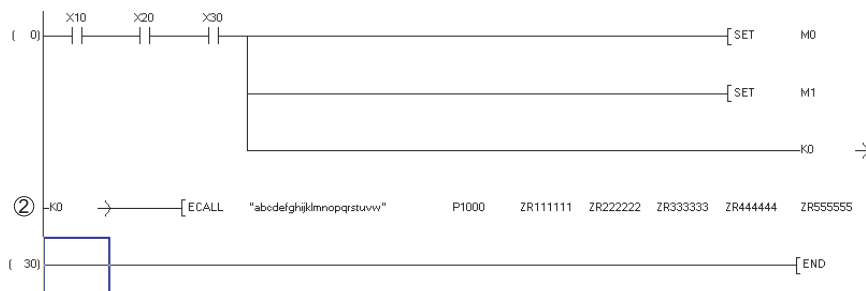 X10 X20 X30
( 0) [ SET M0
[ SET M1
K0
② K0 [ ECALL "abcdefghijklmnopqrstuvw" P1000 ZR111111 ZR222222 ZR333333 ZR444444 ZR555555
( 30) [ END